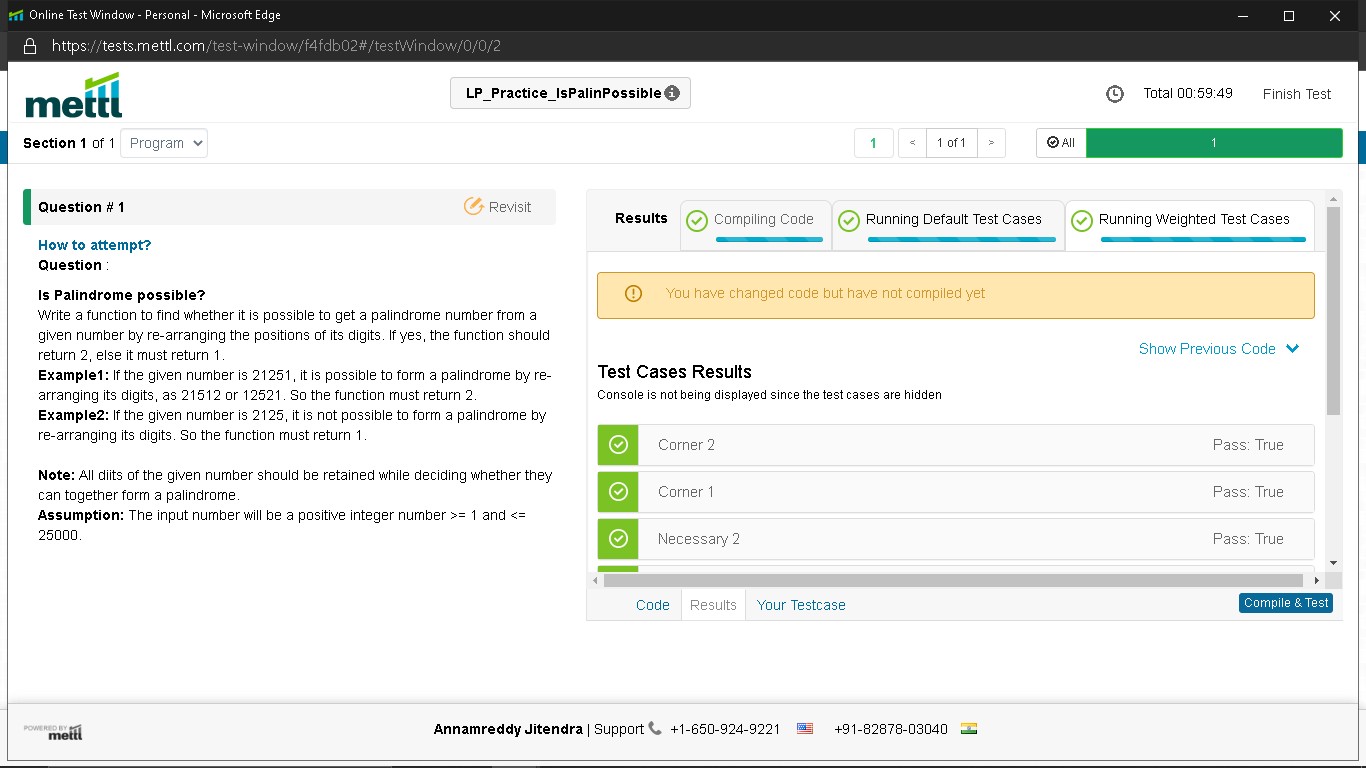 Online Test Window - Personal - Microsoft Edge
https://tests.mettl.com/test-window/f4fdb02#/testWindow/0/0/2
mettl
LP_Practice_IsPalinPossible
Total 00:59:49
Finish Test
Section 1 of 1
Program
1
<
1 of 1
>
All
1
Question # 1
Revisit
How to attempt?
Question :
Is Palindrome possible?
Write a function to find whether it is possible to get a palindrome number from a
given number by re-arranging the positions of its digits. If yes, the function should
return 2, else it must return 1.
Example1: If the given number is 21251, it is possible to form a palindrome by re-
arranging its digits, as 21512 or 12521. So the function must return 2.
Example2: If the given number is 2125, it is not possible to form a palindrome by
re-arranging its digits. So the function must return 1.
Note: All diits of the given number should be retained while deciding whether they
can together form a palindrome.
Assumption: The input number will be a positive integer number >= 1 and <=
25000.
Results
Compiling Code
Running Default Test Cases
Running Weighted Test Cases
You have changed code but have not compiled yet
Show Previous Code
Test Cases Results
Console is not being displayed since the test cases are hidden
Corner 2 Pass: True
Corner 1 Pass: True
Necessary 2 Pass: True
Code
Results
Your Testcase
Compile & Test
POWERED BY
mettl
Annamreddy Jitendra | Support +1-650-924-9221 +91-82878-03040